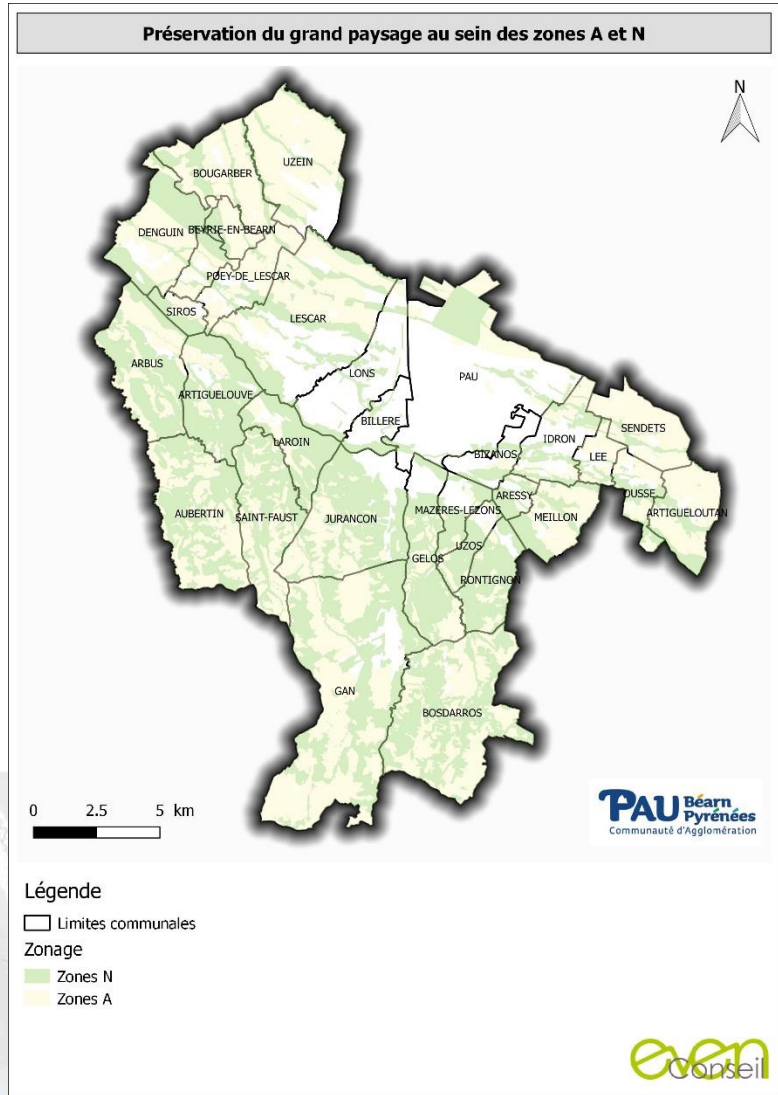 Préservation du grand paysage au sein des zones A et N
N
UZEIN
BOUGARBER
DENGUIN
BEYRIE-EN-BEARN
POEY-DE_LESCAR
SIROS
LESCAR
ARBUS
LONS
PAU
ARTIGUELOUVE
BILLERE
IDRON
SENDETS
LAROIN
BIZANOS
LEE
OUSSE
AUBERTIN
SAINT-FAUST
JURANCON
MAZERES-LEZONS
ARESSY
MEILLON
ARTIGUELOUTAN
UZOS
GELOS
RONTIGNON
GAN
BOSDARROS
0 2.5 5 km
PAU Béarn
Pyrénées
Communauté d'Agglomération
Légende
Limites communales
Zonage
Zones N
Zones A
even
Conseil